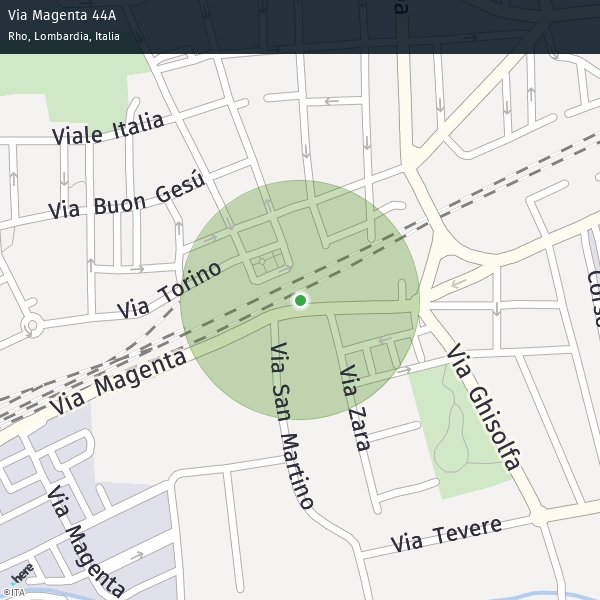 Via Magenta 44A
Rho, Lombardia, Italia
Viale Italia
Via Buon Gesú
Via Torino
Via Magenta
Via San Martino
Via Zara
Via Ghisolfa
Corso
Via Magenta
Via Tevere
here
©ITA